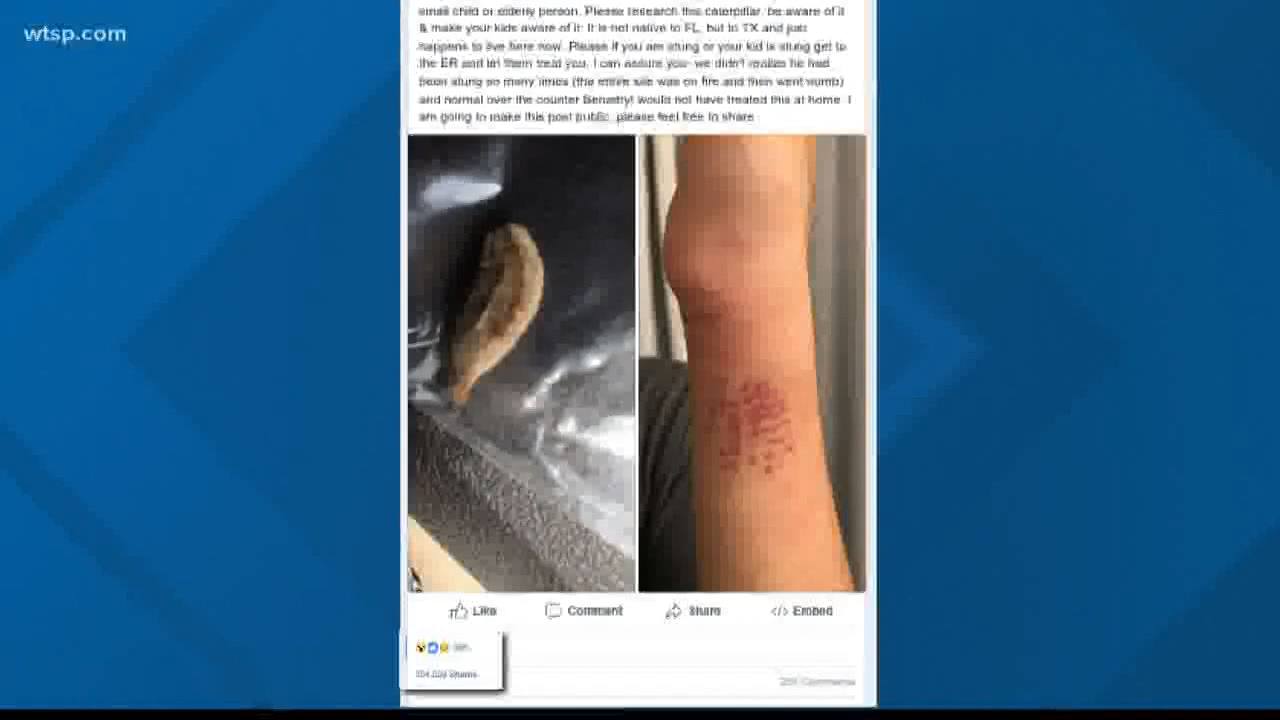 wtsp.com
small child or elderly person. Please research this caterpillar, be aware of it
& make your kids aware of it. It is not native to FL, but to TX and just
happens to live here now. Please if you are stung or your kid is stung get to
the ER and let them treat you. I can assure you- we didn't realize he had
been stung so many times (the entire site was on fire and then went numb)
and normal over the counter Benadryl would not have treated this at home. I
am going to make this post public, please feel free to share
Like Comment Share Embed
Shares
Comments